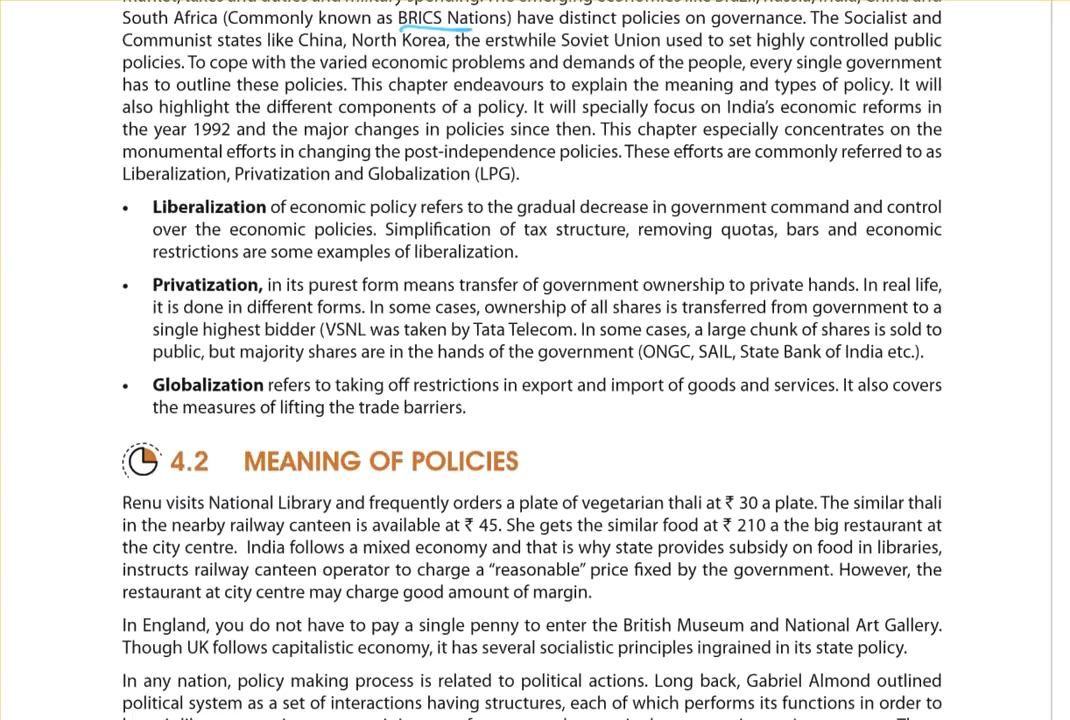 South Africa (Commonly known as BRICS Nations) have distinct policies on governance. The Socialist and
Communist states like China, North Korea, the erstwhile Soviet Union used to set highly controlled public
policies. To cope with the varied economic problems and demands of the people, every single government
has to outline these policies. This chapter endeavours to explain the meaning and types of policy. It will
also highlight the different components of a policy. It will specially focus on India's economic reforms in
the year 1992 and the major changes in policies since then. This chapter especially concentrates on the
monumental efforts in changing the post-independence policies. These efforts are commonly referred to as
Liberalization, Privatization and Globalization (LPG).
• Liberalization of economic policy refers to the gradual decrease in government command and control
over the economic policies. Simplification of tax structure, removing quotas, bars and economic
restrictions are some examples of liberalization.
• Privatization, in its purest form means transfer of government ownership to private hands. In real life,
it is done in different forms. In some cases, ownership of all shares is transferred from government to a
single highest bidder (VSNL was taken by Tata Telecom. In some cases, a large chunk of shares is sold to
public, but majority shares are in the hands of the government (ONGC, SAIL, State Bank of India etc.).
• Globalization refers to taking off restrictions in export and import of goods and services. It also covers
the measures of lifting the trade barriers.
4.2 MEANING OF POLICIES
Renu visits National Library and frequently orders a plate of vegetarian thali at ₹ 30 a plate. The similar thali
in the nearby railway canteen is available at ₹ 45. She gets the similar food at ₹ 210 a the big restaurant at
the city centre. India follows a mixed economy and that is why state provides subsidy on food in libraries,
instructs railway canteen operator to charge a “reasonable” price fixed by the government. However, the
restaurant at city centre may charge good amount of margin.
In England, you do not have to pay a single penny to enter the British Museum and National Art Gallery.
Though UK follows capitalistic economy, it has several socialistic principles ingrained in its state policy.
In any nation, policy making process is related to political actions. Long back, Gabriel Almond outlined
political system as a set of interactions having structures, each of which performs its functions in order to